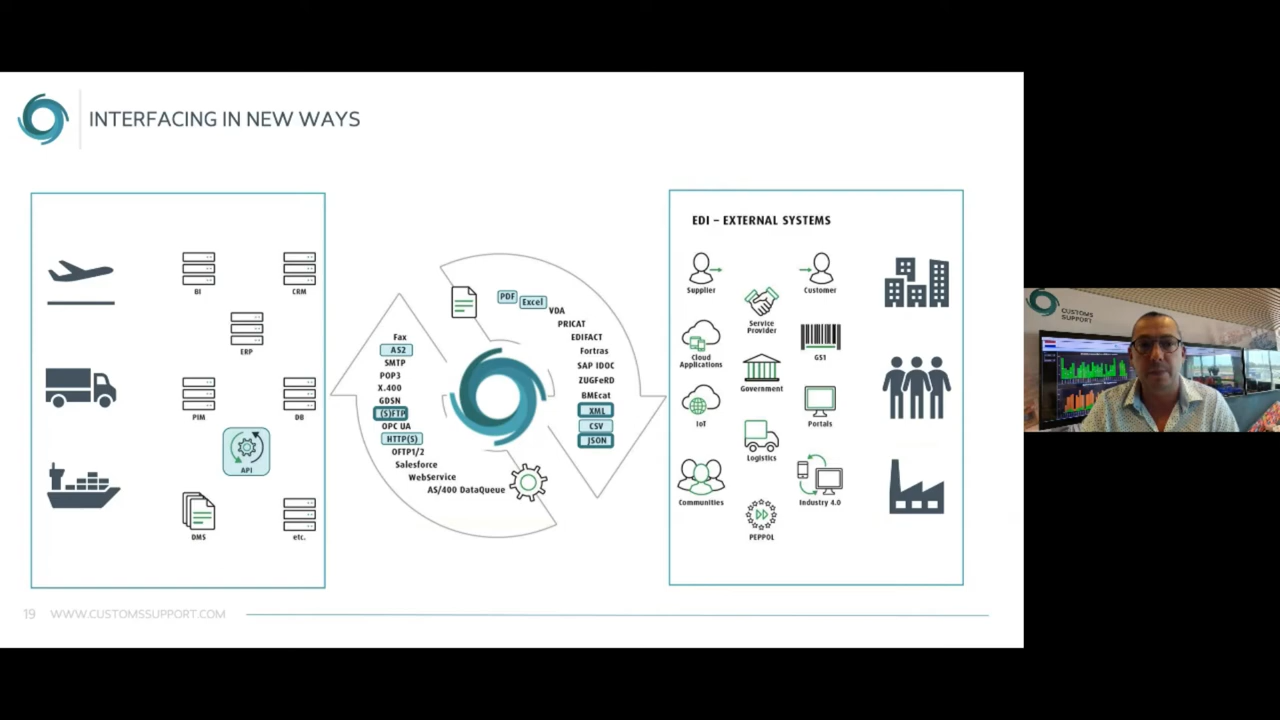 INTERFACING IN NEW WAYS
BI
CRM
ERP
PIM
DB
API
DMS
etc.
Fax
AS2
SMTP
POP3
X.400
GDSN
(S)FTP
OPC UA
HTTP(S)
OFTP1/2
Salesforce
WebService
AS/400 DataQueue
PDF
Excel
VDA
PRICAT
EDIFACT
Fortras
SAP IDOC
ZUGFeRD
BMEcat
XML
CSV
JSON
EDI – EXTERNAL SYSTEMS
Supplier
Customer
Service
Provider
Cloud
Applications
GS1
Government
IoT
Portals
Logistics
Communities
Industry 4.0
PEPPOL
19 WWW.CUSTOMSSUPPORT.COM
CUSTOMS
SUPPORT